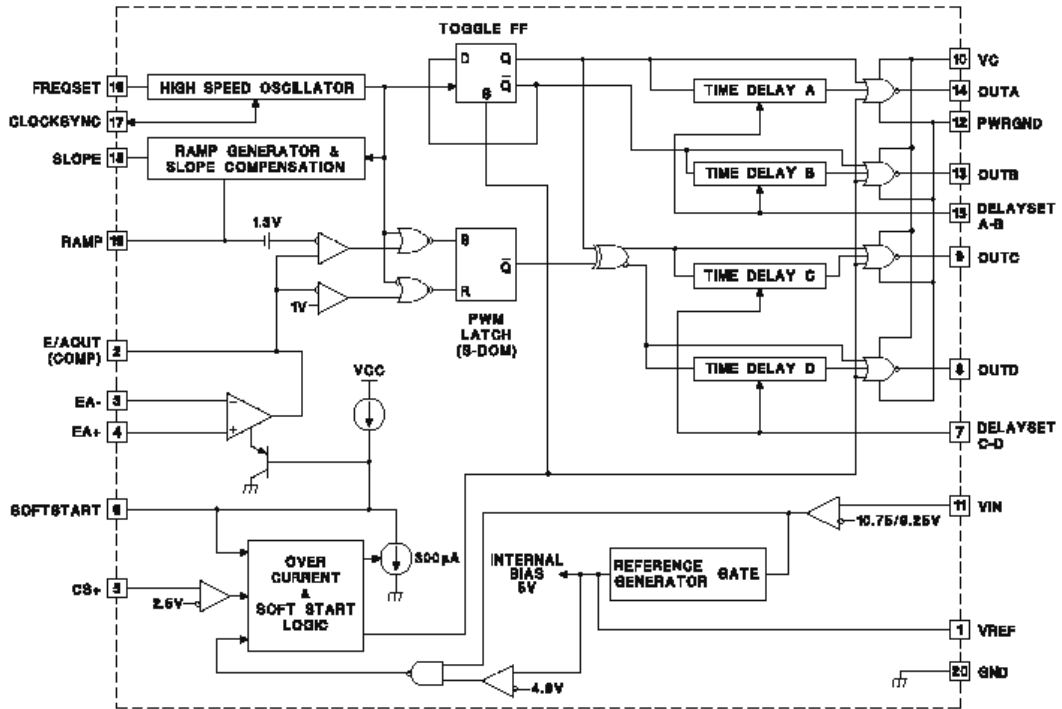 TOGGLE FF
D
Q
Q
S
FREQSET
16
HIGH SPEED OSCILLATOR
CLOCKSYNC
17
SLOPE
18
RAMP GENERATOR &
SLOPE COMPENSATION
RAMP
19
1.3V
1V
S
Q
R
PWM
LATCH
(S-DOM)
E/AOUT
(COMP)
2
EA-
3
EA+
4
-
+
VCC
SOFTSTART
6
CS+
5
2.5V
OVER
CURRENT
&
SOFT START
LOGIC
INTERNAL
BIAS
5V
REFERENCE
GENERATOR
GATE
10.75/9.25V
TIME DELAY A
TIME DELAY B
TIME DELAY C
TIME DELAY D
10
VC
14
OUTA
12
PWRGND
13
OUTB
15
DELAYSET
A-B
9
OUTC
8
OUTD
7
DELAYSET
C-D
11
VIN
1
VREF
20
GND